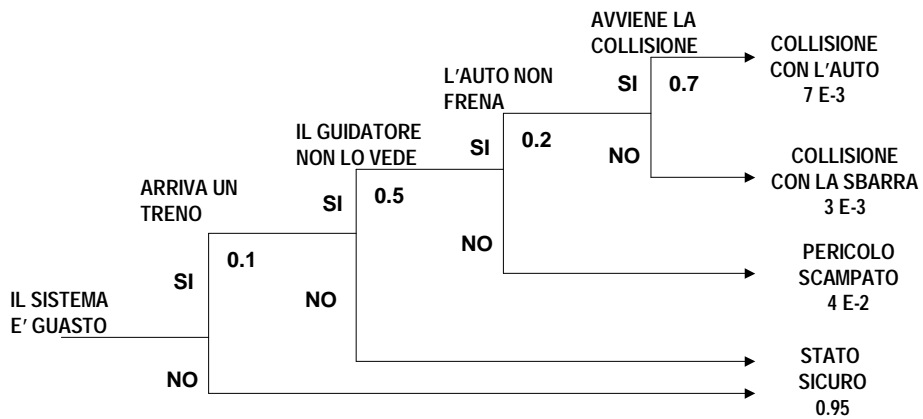 AVVIENE LA
COLLISIONE
COLLISIONE
CON L'AUTO
7 E-3
SI
0.7
L'AUTO NON
FRENA
SI
0.2
NO
COLLISIONE
CON LA SBARRA
3 E-3
IL GUIDATORE
NON LO VEDE
SI
0.5
NO
PERICOLO
SCAMPATO
4 E-2
ARRIVA UN
TRENO
SI
0.1
NO
STATO
SICURO
0.95
IL SISTEMA
E' GUASTO
NO